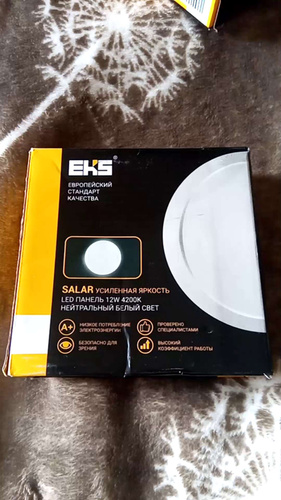 EKS
ЕВРОПЕЙСКИЙ
СТАНДАРТ
КАЧЕСТВА
SALAR УСИЛЕННАЯ ЯРКОСТЬ
LED ПАНЕЛЬ 12W 4200K
НЕЙТРАЛЬНЫЙ БЕЛЫЙ СВЕТ
A+
НИЗКОЕ ПОТРЕБЛЕНИЕ
ЭЛЕКТРОЭНЕРГИИ
ПРОВЕРЕНО
СПЕЦИАЛИСТАМИ
БЕЗОПАСНО ДЛЯ
ЗРЕНИЯ
ВЫСОКИЙ
КОЭФФИЦИЕНТ РАБОТЫ